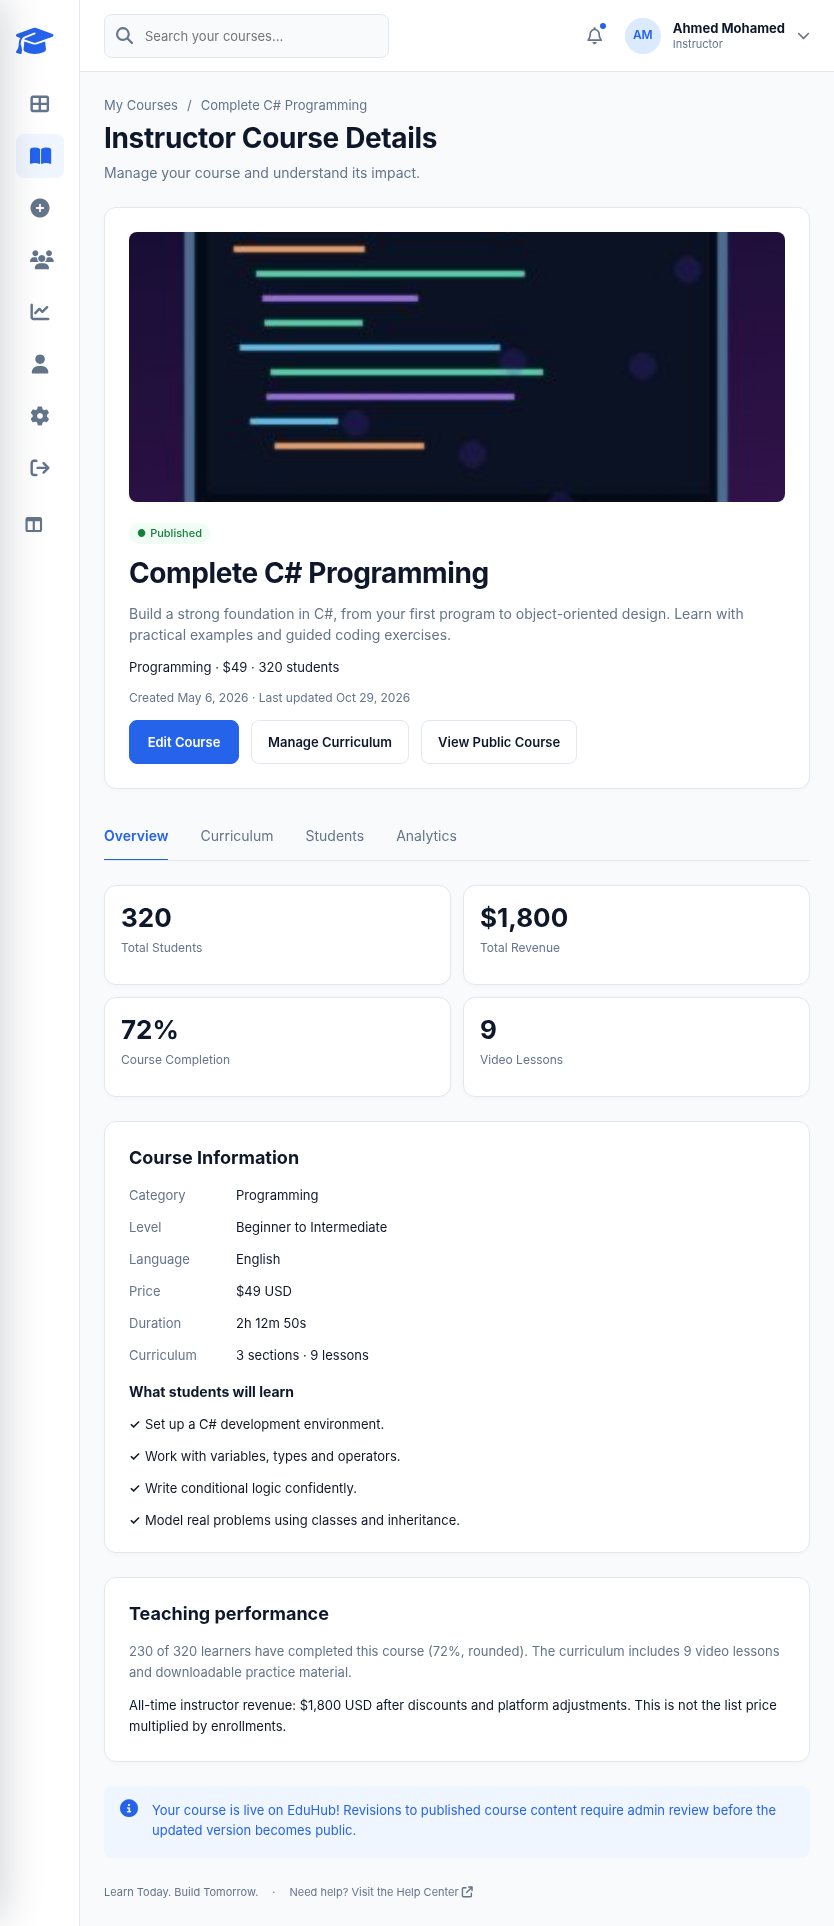 Search your courses...
AM
Ahmed Mohamed
Instructor
My Courses / Complete C# Programming
Instructor Course Details
Manage your course and understand its impact.
Published
Complete C# Programming
Build a strong foundation in C#, from your first program to object-oriented design. Learn with
practical examples and guided coding exercises.
Programming · $49 · 320 students
Created May 6, 2026 · Last updated Oct 29, 2026
Edit Course
Manage Curriculum
View Public Course
Overview
Curriculum
Students
Analytics
320
Total Students
$1,800
Total Revenue
72%
Course Completion
9
Video Lessons
Course Information
Category Programming
Level Beginner to Intermediate
Language English
Price $49 USD
Duration 2h 12m 50s
Curriculum 3 sections · 9 lessons
What students will learn
✓ Set up a C# development environment.
✓ Work with variables, types and operators.
✓ Write conditional logic confidently.
✓ Model real problems using classes and inheritance.
Teaching performance
230 of 320 learners have completed this course (72%, rounded). The curriculum includes 9 video lessons
and downloadable practice material.
All-time instructor revenue: $1,800 USD after discounts and platform adjustments. This is not the list price
multiplied by enrollments.
Your course is live on EduHub! Revisions to published course content require admin review before the
updated version becomes public.
Learn Today. Build Tomorrow. · Need help? Visit the Help Center